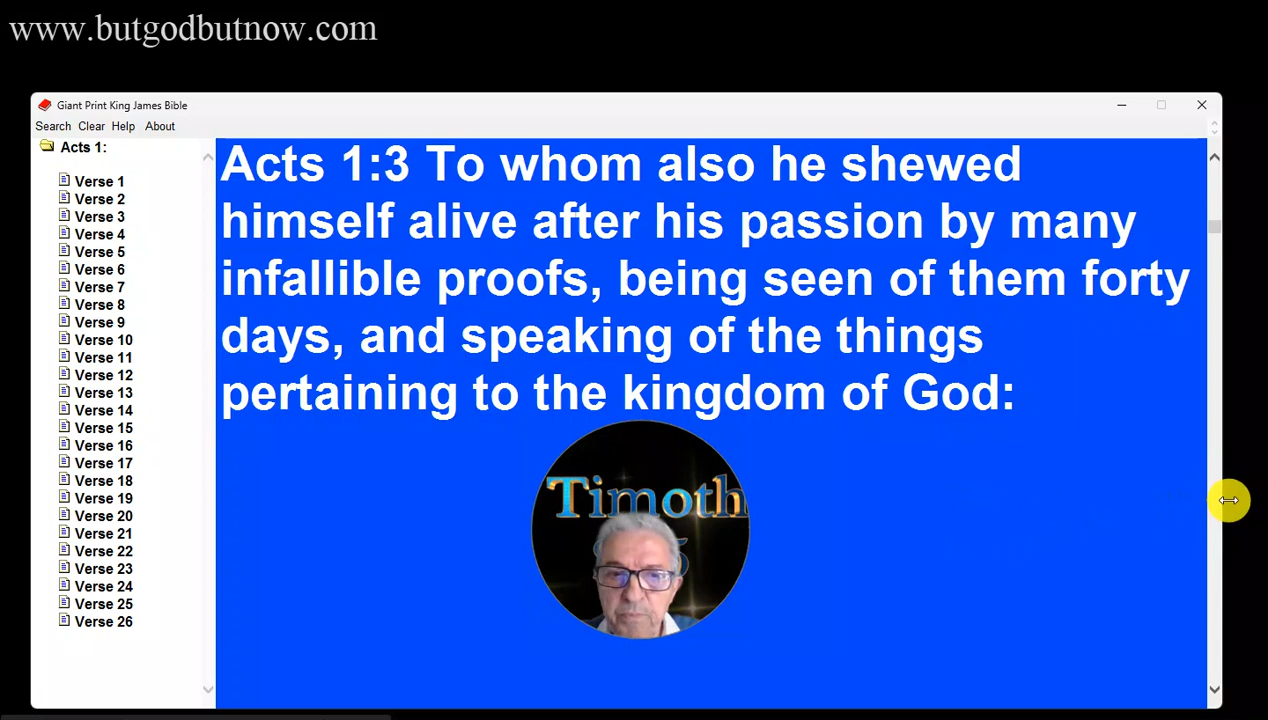 www.butgodbutnow.com
Giant Print King James Bible
Search Clear Help About
Acts 1:
Verse 1
Verse 2
Verse 3
Verse 4
Verse 5
Verse 6
Verse 7
Verse 8
Verse 9
Verse 10
Verse 11
Verse 12
Verse 13
Verse 14
Verse 15
Verse 16
Verse 17
Verse 18
Verse 19
Verse 20
Verse 21
Verse 22
Verse 23
Verse 24
Verse 25
Verse 26
Acts 1:3 To whom also he shewed
himself alive after his passion by many
infallible proofs, being seen of them forty
days, and speaking of the things
pertaining to the kingdom of God:
Timoth